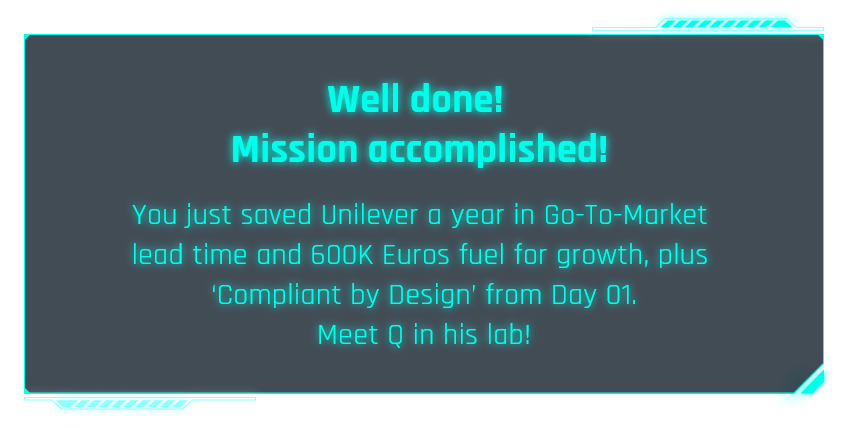 Well done!
Mission accomplished!
You just saved Unilever a year in Go-To-Market
lead time and 600K Euros fuel for growth, plus
‘Compliant by Design’ from Day 01.
Meet Q in his lab!